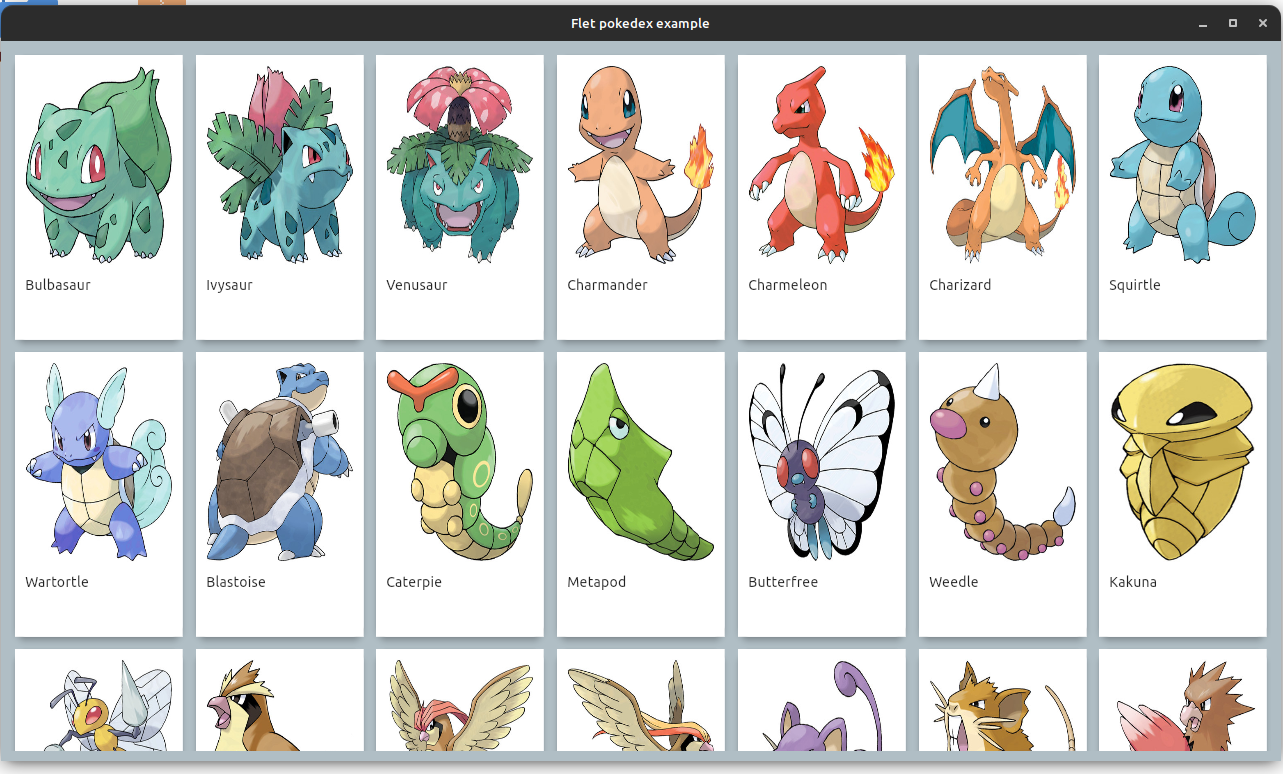 Flet pokedex example
Bulbasaur
Ivysaur
Venusaur
Charmander
Charmeleon
Charizard
Squirtle
Wartortle
Blastoise
Caterpie
Metapod
Butterfree
Weedle
Kakuna